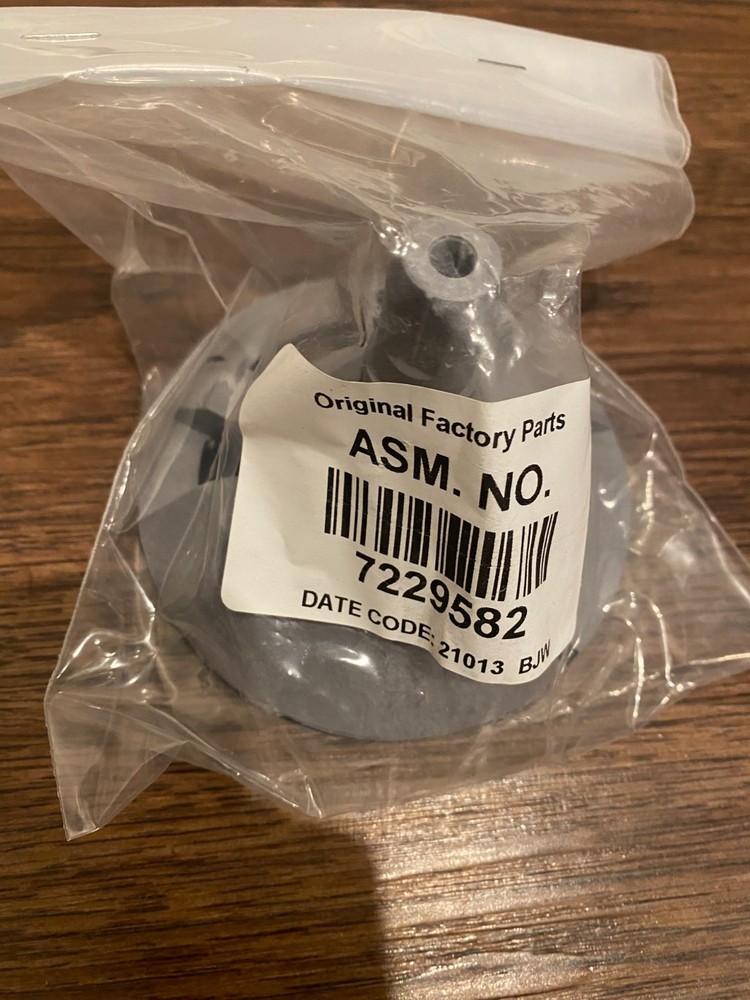 Original Factory Parts
ASM. NO.
7229582
DATE CODE: 21013 BJW